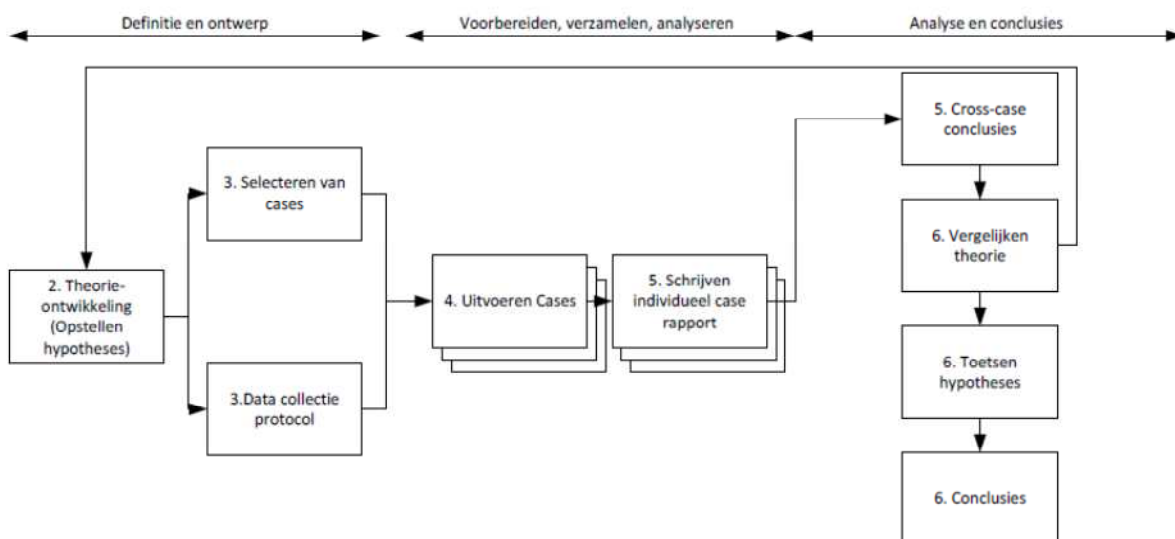 Definitie en ontwerp
Voorbereiden, verzamelen, analyseren
Analyse en conclusies
2. Theorie-
ontwikkeling
(Opstellen
hypotheses)
3. Selecteren van
cases
3.Data collectie
protocol
4. Uitvoeren Cases
5. Schrijven
individueel case
rapport
5. Cross-case
conclusies
6. Vergelijken
theorie
6. Toetsen
hypotheses
6. Conclusies